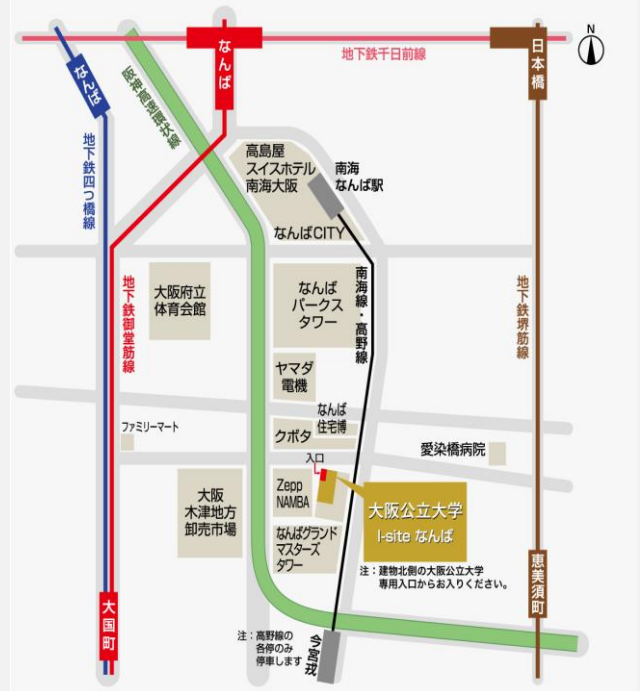 N
なんば
日本橋
地下鉄千日前線
なんば
阪神高速環状線
地下鉄四つ橋線
高島屋
スイスホテル
南海大阪
南海
なんば駅
なんばCITY
地下鉄御堂筋線
大阪府立
体育会館
なんば
パークス
タワー
南海線・高野線
地下鉄堺筋線
ヤマダ
電機
なんば
住宅博
ファミリーマート
クボタ
愛染橋病院
入口
大阪
木津地方
卸売市場
Zepp
NAMBA
大阪公立大学
I-site なんば
なんばグランド
マスターズ
タワー
注：建物北側の大阪公立大学
専用入口からお入りください。
恵美須町
大国町
注：高野線の
各停のみ
停車します
今宮戎